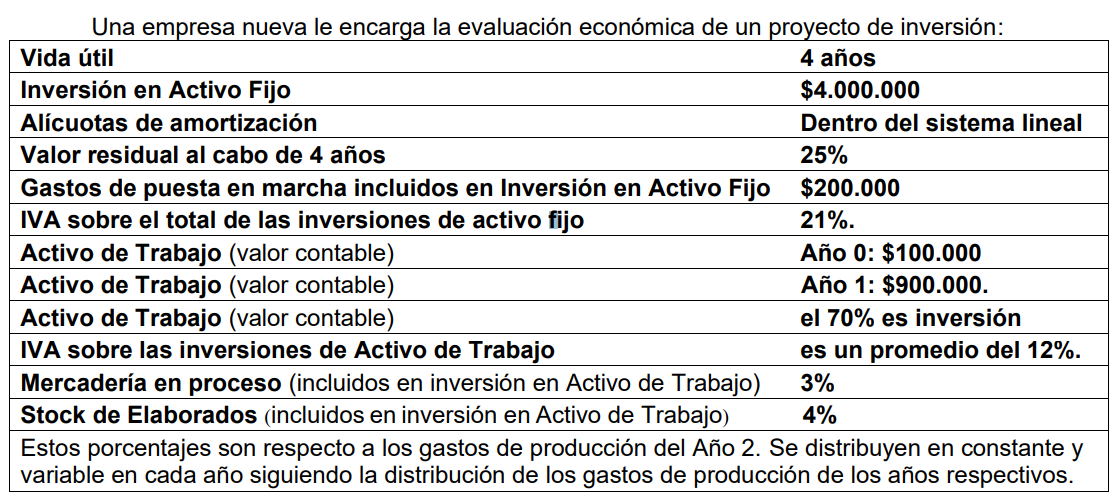 Una empresa nueva le encarga la evaluación económica de un proyecto de inversión:
Vida útil 4 años
Inversión en Activo Fijo $4.000.000
Alícuotas de amortización Dentro del sistema lineal
Valor residual al cabo de 4 años 25%
Gastos de puesta en marcha incluidos en Inversión en Activo Fijo $200.000
IVA sobre el total de las inversiones de activo fijo 21%.
Activo de Trabajo (valor contable) Año 0: $100.000
Activo de Trabajo (valor contable) Año 1: $900.000.
Activo de Trabajo (valor contable) el 70% es inversión
IVA sobre las inversiones de Activo de Trabajo es un promedio del 12%.
Mercadería en proceso (incluidos en inversión en Activo de Trabajo) 3%
Stock de Elaborados (incluidos en inversión en Activo de Trabajo) 4%
Estos porcentajes son respecto a los gastos de producción del Año 2. Se distribuyen en constante y
variable en cada año siguiendo la distribución de los gastos de producción de los años respectivos.